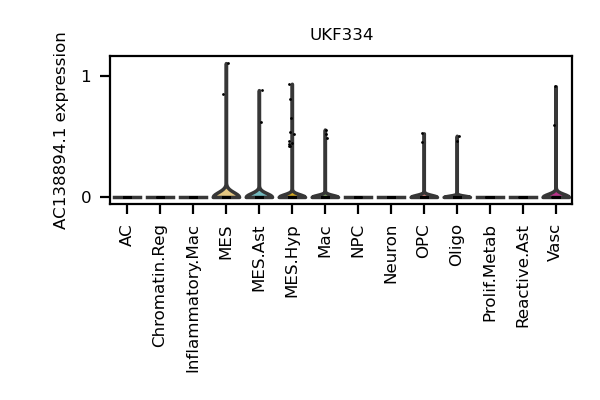 UKF334
AC138894.1 expression
1
0
AC
Chromatin.Reg
Inflammatory.Mac
MES
MES.Ast
MES.Hyp
Mac
NPC
Neuron
OPC
Oligo
Prolif.Metab
Reactive.Ast
Vasc